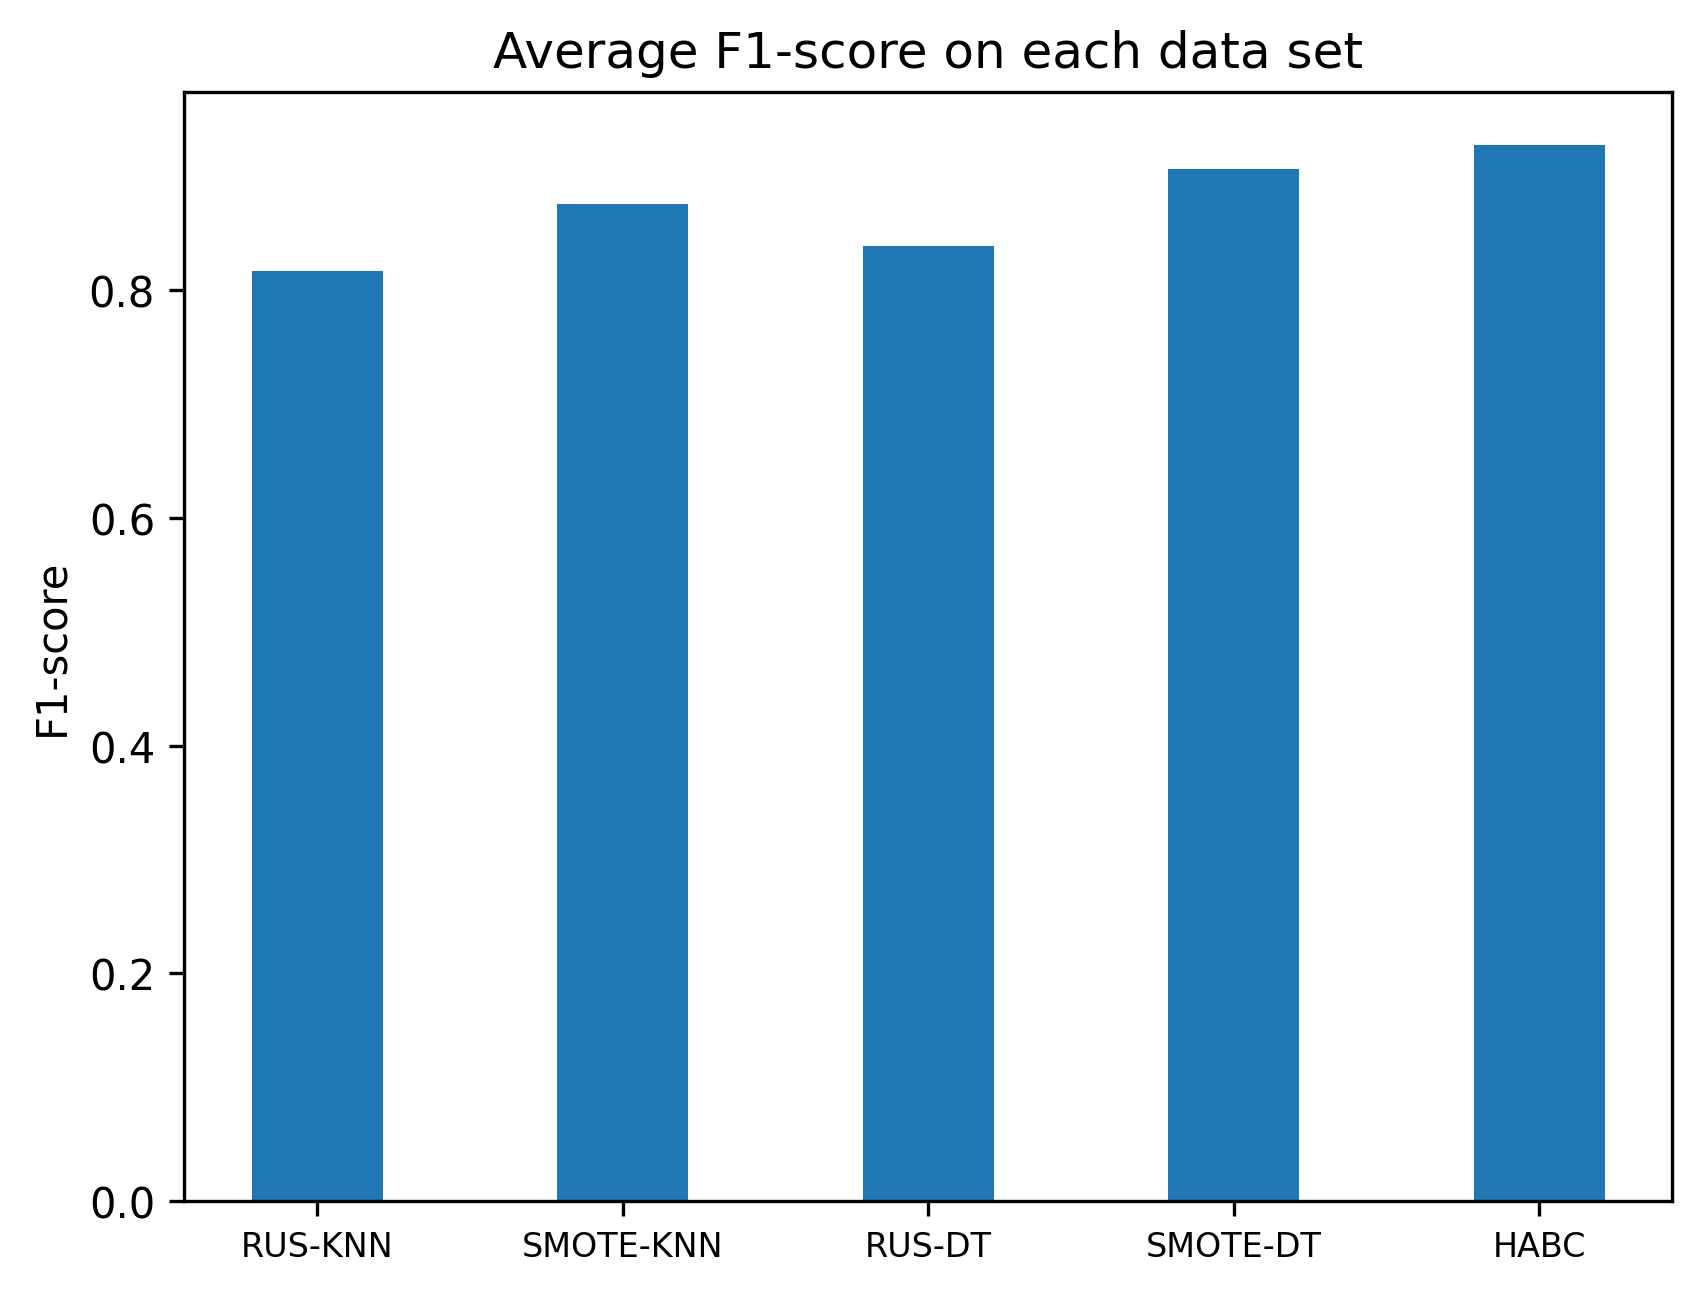 Average F1-score on each data set
F1-score
0.8
0.6
0.4
0.2
0.0
RUS-KNN SMOTE-KNN RUS-DT SMOTE-DT HABC